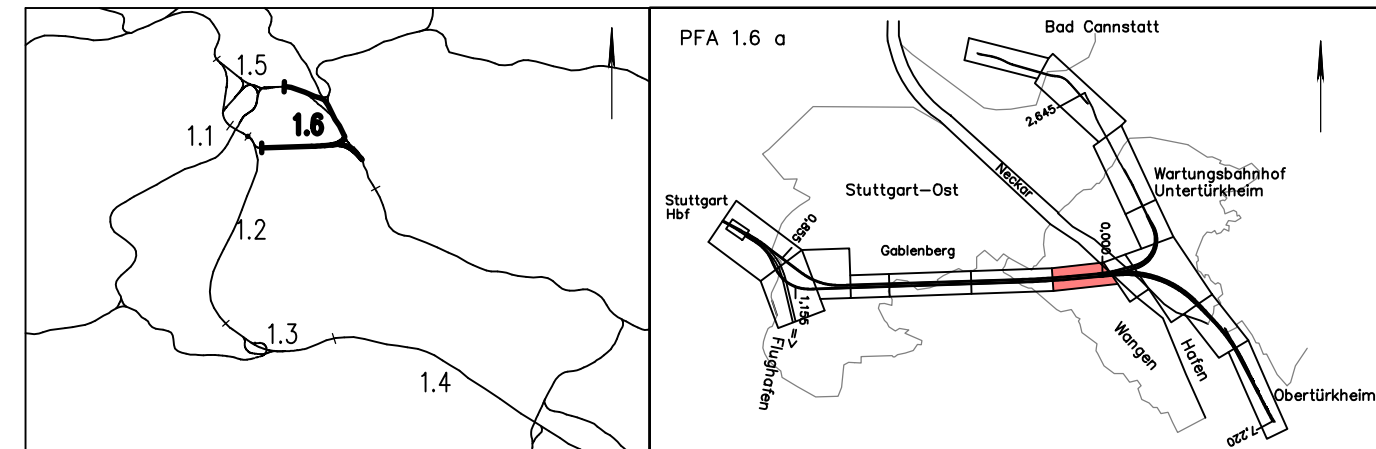 1.5
1.6
1.1
1.2
1.3
1.4
PFA 1.6 a
Bad Cannstatt
2,645
Neckar
Wartungsbahnhof
Untertürkheim
Stuttgart-Ost
Stuttgart
Hbf
0,855
0,000
Gablenberg
1,155 =>
Flughafen
Wangen
Hafen
Obertürkheim
7,220